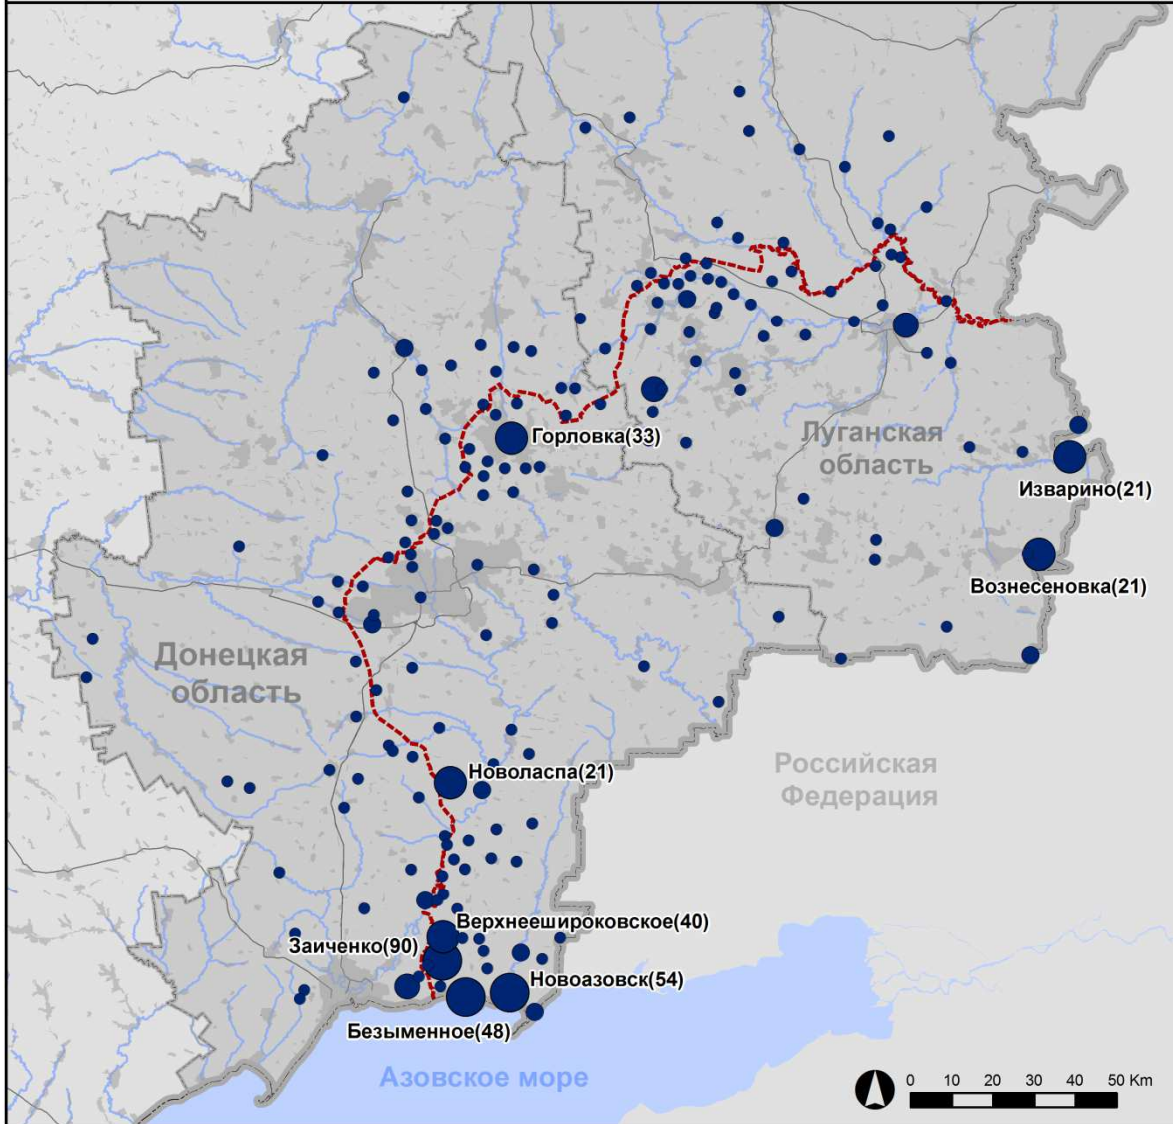 Горловка(33)
Луганская
область
Изварино(21)
Вознесеновка(21)
Донецкая
область
Новоласпа(21)
Российская
Федерация
Верхнеешироковское(40)
Заиченко(90)
Новоазовск(54)
Безыменное(48)
Азовское море
0 10 20 30 40 50 Km